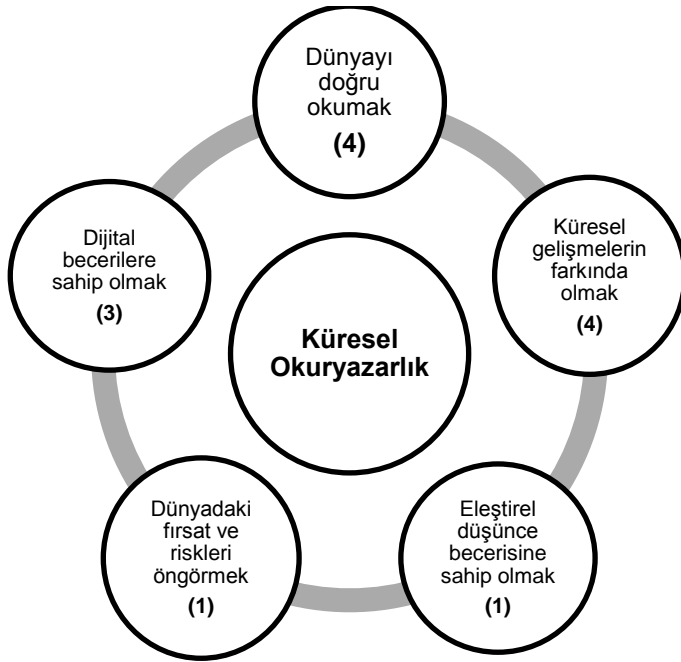 Dünyayı
doğru
okumak
(4)
Küresel
gelişmelerin
farkında
olmak
(4)
Dijital
becerilere
sahip olmak
(3)
Küresel
Okuryazarlık
Dünyadaki
fırsat ve
riskleri
öngörmek
(1)
Eleştirel
düşünce
becerisine
sahip olmak
(1)